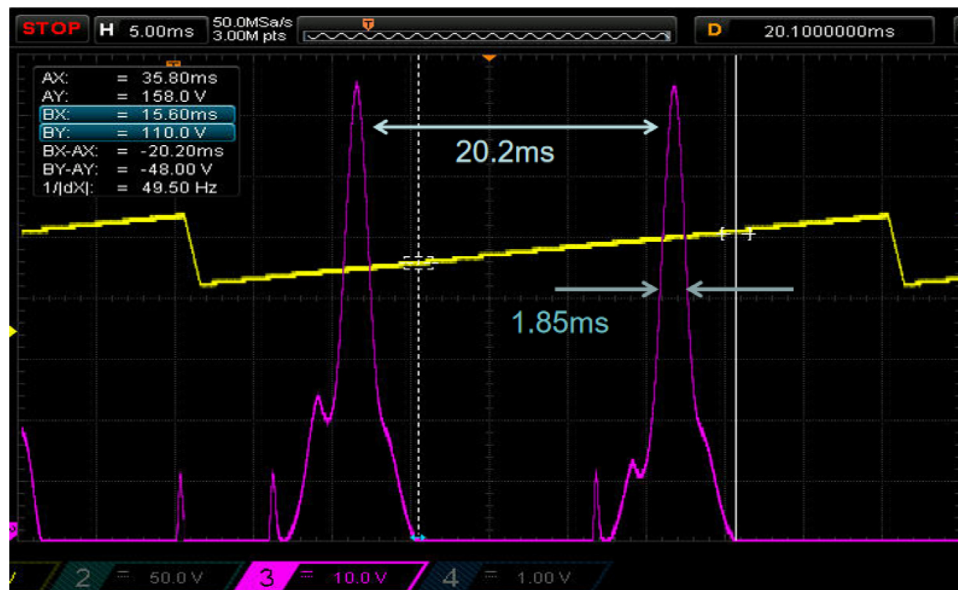 STOP H 5.00ms 50.0MSa/s D 20.1000000ms
3.00M pts
T
T
AX: = 35.80ms
AY: = 158.0 V
BX: = 15.60ms
BY: = 110.0 V
BX-AX: = -20.20ms
BY-AY: = -48.00 V
1/|dX|: = 49.50 Hz
20.2ms
1.85ms
2 = 50.0 V 3 = 10.0 V 4 = 1.00 V